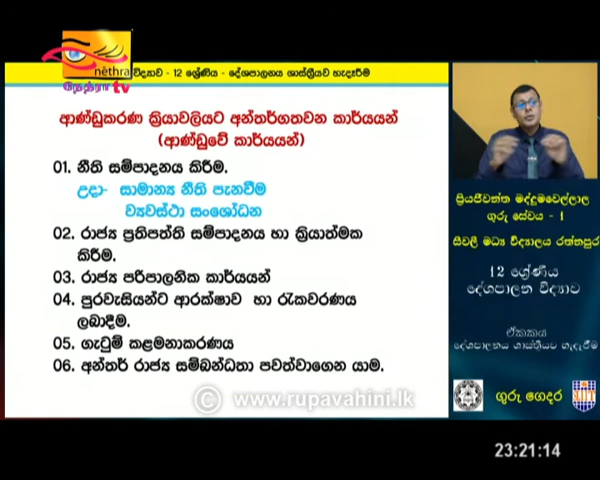 nethra
නේත්‍රා tv
විද්‍යාව - 12 ශ්‍රේණිය - දේශපාලනය ශාස්ත්‍රීයව හැදෑරීම
ආණ්ඩුකරණ ක්‍රියාවලියට අන්තර්ගතවන කාර්යයන්
(ආණ්ඩුවේ කාර්යයන්)
01. නීති සම්පාදනය කිරීම.
උදා- සාමාන්‍ය නීති පැනවීම
ව්‍යවස්ථා සංශෝධන
02. රාජ්‍ය ප්‍රතිපත්ති සම්පාදනය හා ක්‍රියාත්මක
කිරීම.
03. රාජ්‍ය පරිපාලනික කාර්යයන්
04. පුරවැසියන්ට ආරක්ෂාව හා රැකවරණය
ලබාදීම.
05. ගැටුම් කළමනාකරණය
06. අන්තර් රාජ්‍ය සම්බන්ධතා පවත්වාගෙන යාම.
© www.rupavahini.lk
ප්‍රියජීවන්ත මද්දුමවෙල්ලාල
ගුරු සේවය - 1
සීවලී මධ්‍ය විද්‍යාලය රත්නපුර
12 ශ්‍රේණිය
දේශපාලන විද්‍යාව
ඒකකය
දේශපාලනය ශාස්ත්‍රීයව හැදෑරීම
ගුරු ගෙදර
23:21:14